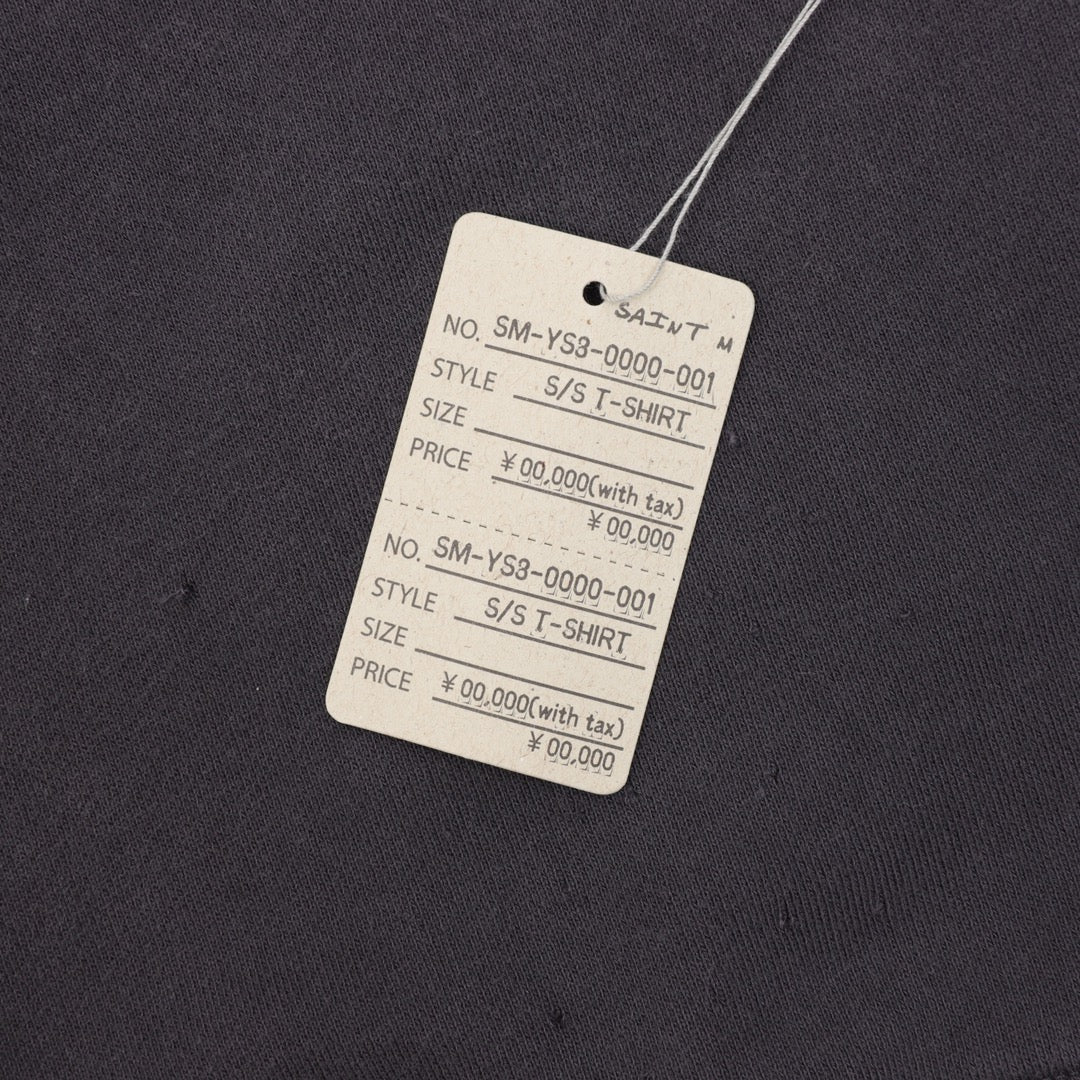 SAINT M
NO. SM-YS3-0000-001
STYLE S/S T-SHIRT
SIZE
PRICE ¥00,000(with tax)
¥00,000
NO. SM-YS3-0000-001
STYLE S/S T-SHIRT
SIZE
PRICE ¥00,000(with tax)
¥00,000